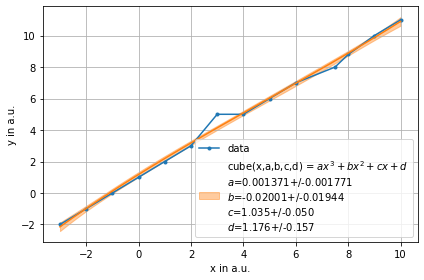 10
8
6
4
2
0
−2
y in a.u.
data
cube(x,a,b,c,d) = ax³ + bx² + cx + d
a=0.001371+/-0.001771
b=-0.02001+/-0.01944
c=1.035+/-0.050
d=1.176+/-0.157
−2 0 2 4 6 8 10
x in a.u.